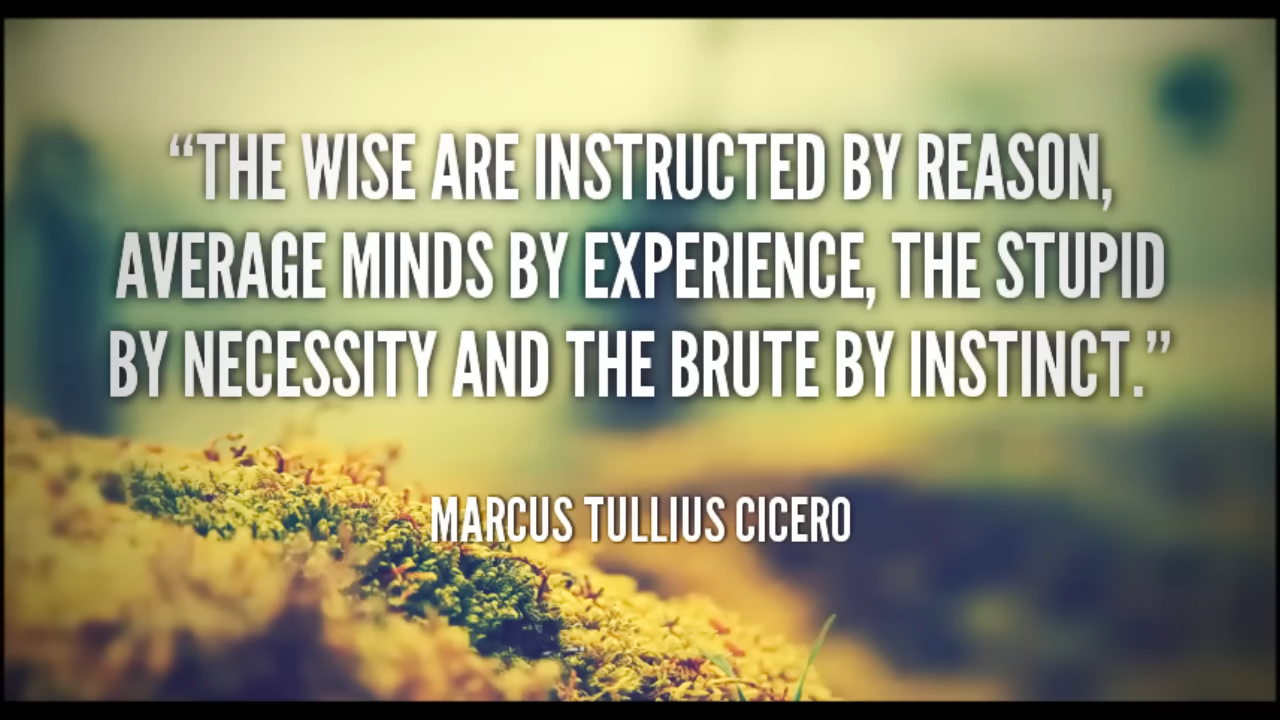 “THE WISE ARE INSTRUCTED BY REASON,
AVERAGE MINDS BY EXPERIENCE, THE STUPID
BY NECESSITY AND THE BRUTE BY INSTINCT.”
MARCUS TULLIUS CICERO